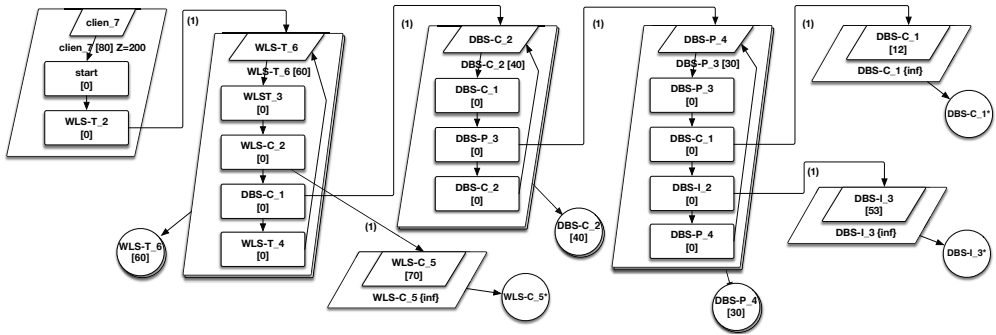 clien_7
clien_7 [80] Z=200
start
[0]
WLS-T_2
[0]
(1)
WLS-T_6
WLS-T_6 [60]
WLST_3
[0]
WLS-C_2
[0]
DBS-C_1
[0]
WLS-T_4
[0]
WLS-T_6
[60]
(1)
WLS-C_5
[70]
WLS-C_5 {inf}
WLS-C_5*
(1)
DBS-C_2
DBS-C_2 [40]
DBS-C_1
[0]
DBS-P_3
[0]
DBS-C_2
[0]
DBS-C_2
[40]
(1)
DBS-P_4
DBS-P_3 [30]
DBS-P_3
[0]
DBS-C_1
[0]
DBS-I_2
[0]
DBS-P_4
[0]
DBS-P_4
[30]
(1)
DBS-C_1
[12]
DBS-C_1 {inf}
DBS-C_1*
(1)
DBS-I_3
[53]
DBS-I_3 {inf}
DBS-I_3*